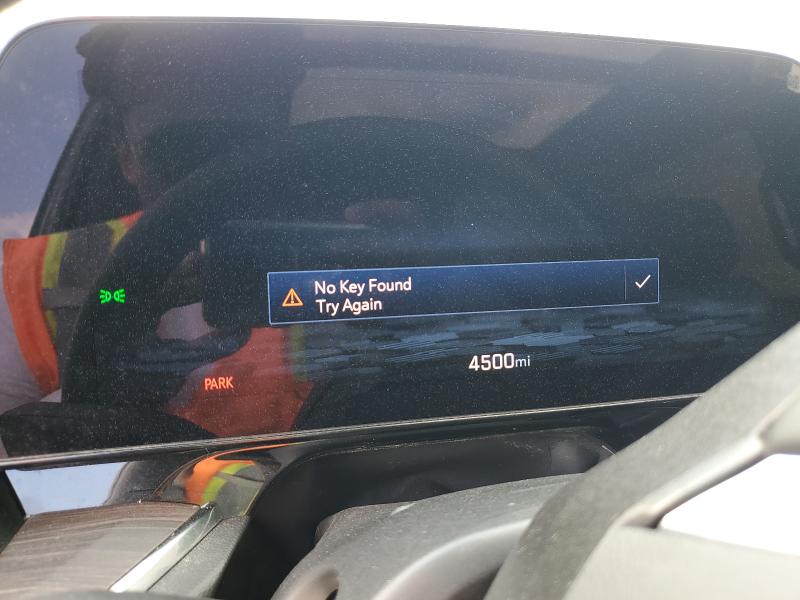 No Key Found
Try Again
4500mi
PARK